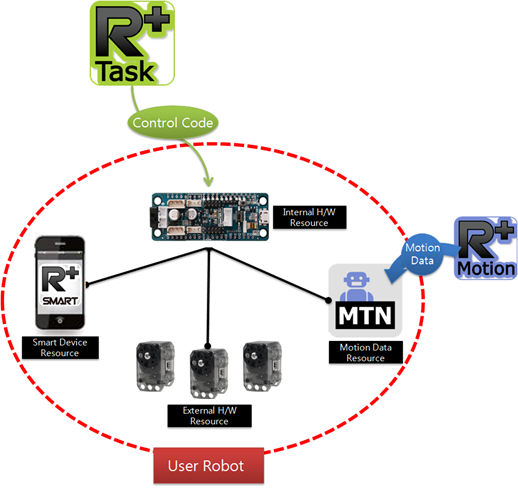 R+
Task
Control Code
Internal H/W
Resource
Motion
Data
R+
Motion
R+
SMART
MTN
Smart Device
Resource
Motion Data
Resource
External H/W
Resource
User Robot